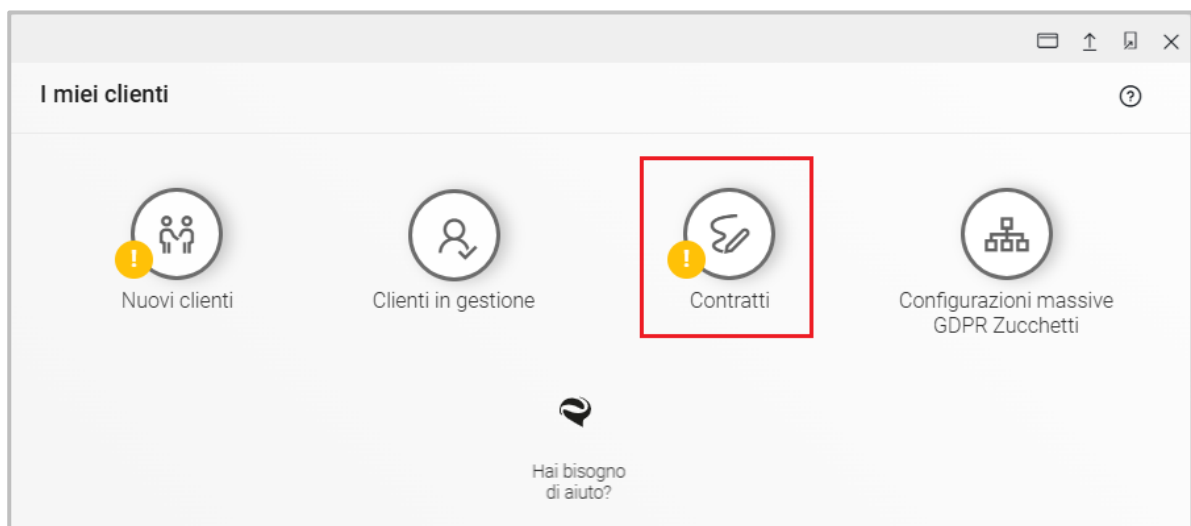 I miei clienti
Nuovi clienti
Clienti in gestione
Contratti
Configurazioni massive
GDPR Zucchetti
Hai bisogno
di aiuto?